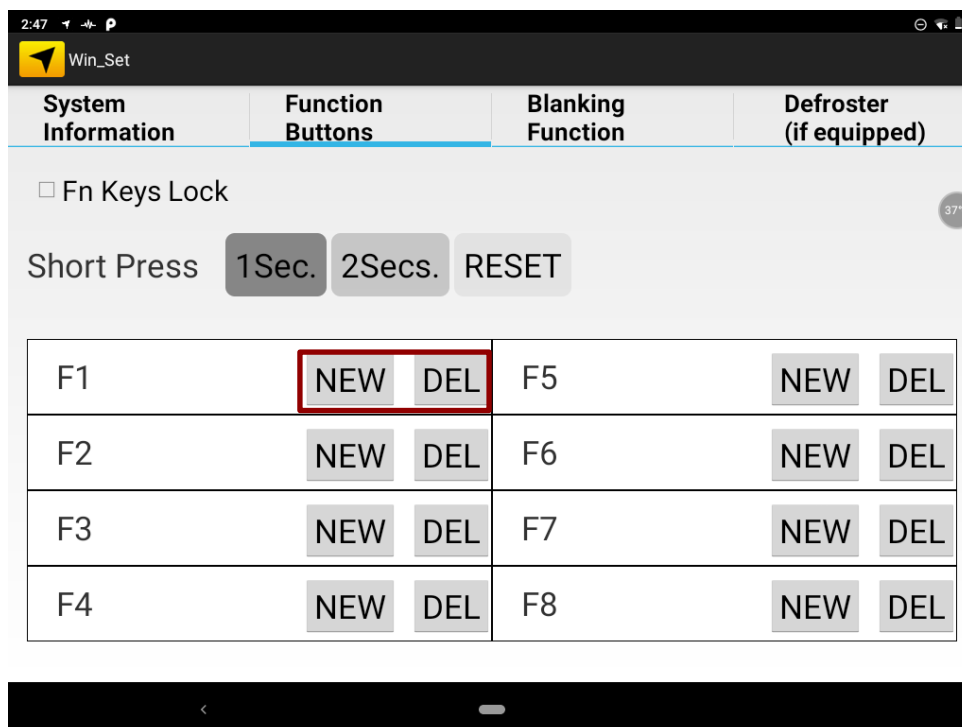 2:47
Win_Set
System Information
Function Buttons
Blanking Function
Defroster (if equipped)
Fn Keys Lock
37°
Short Press 1Sec. 2Secs. RESET
F1 NEW DEL F5 NEW DEL
F2 NEW DEL F6 NEW DEL
F3 NEW DEL F7 NEW DEL
F4 NEW DEL F8 NEW DEL